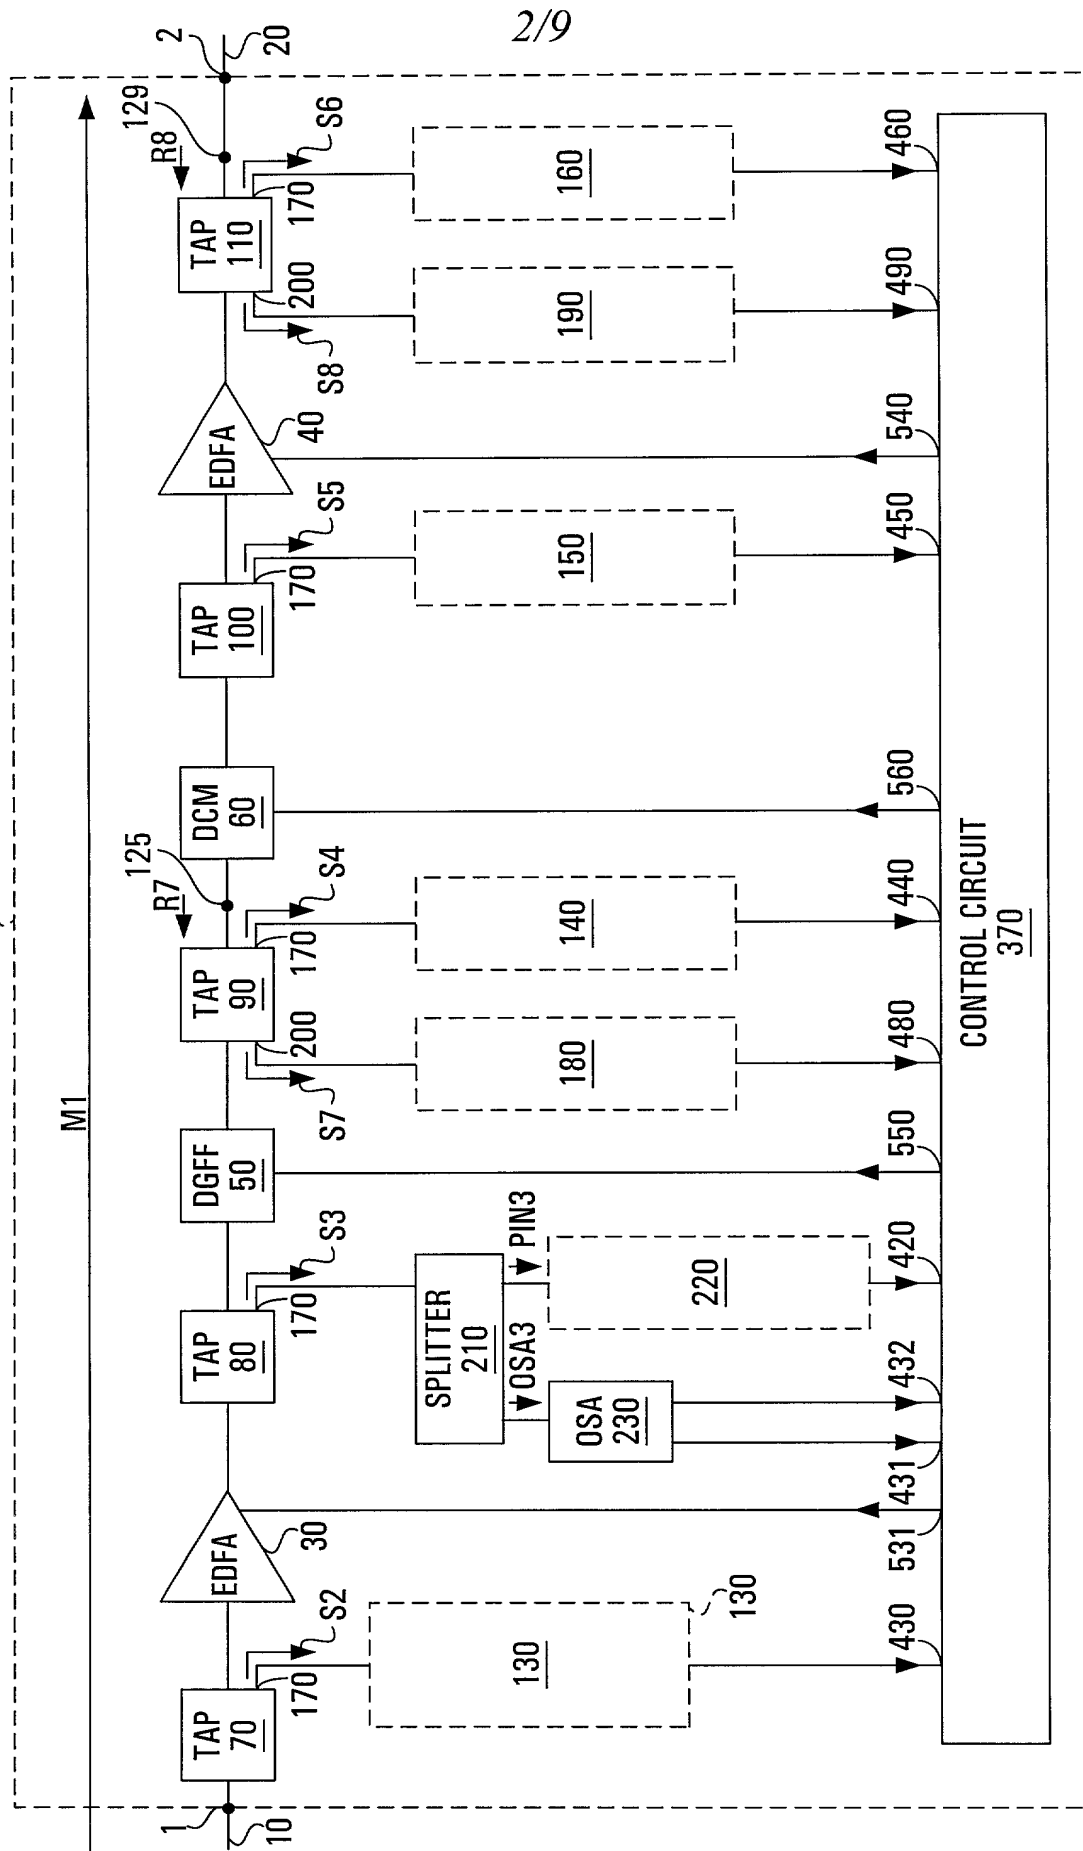 2/9
M1
1
10
TAP
70
170
S2
130
130
430
EDFA
30
531
TAP
80
170
S3
SPLITTER
210
OSA3
PIN3
OSA
230
220
431
432
420
DGFF
50
550
TAP
90
200
S7
170
S4
R7
125
180
140
480
440
DCM
60
560
TAP
100
170
S5
150
450
EDFA
40
540
TAP
110
200
S8
170
S6
R8
129
190
160
490
460
2
20
CONTROL CIRCUIT
370